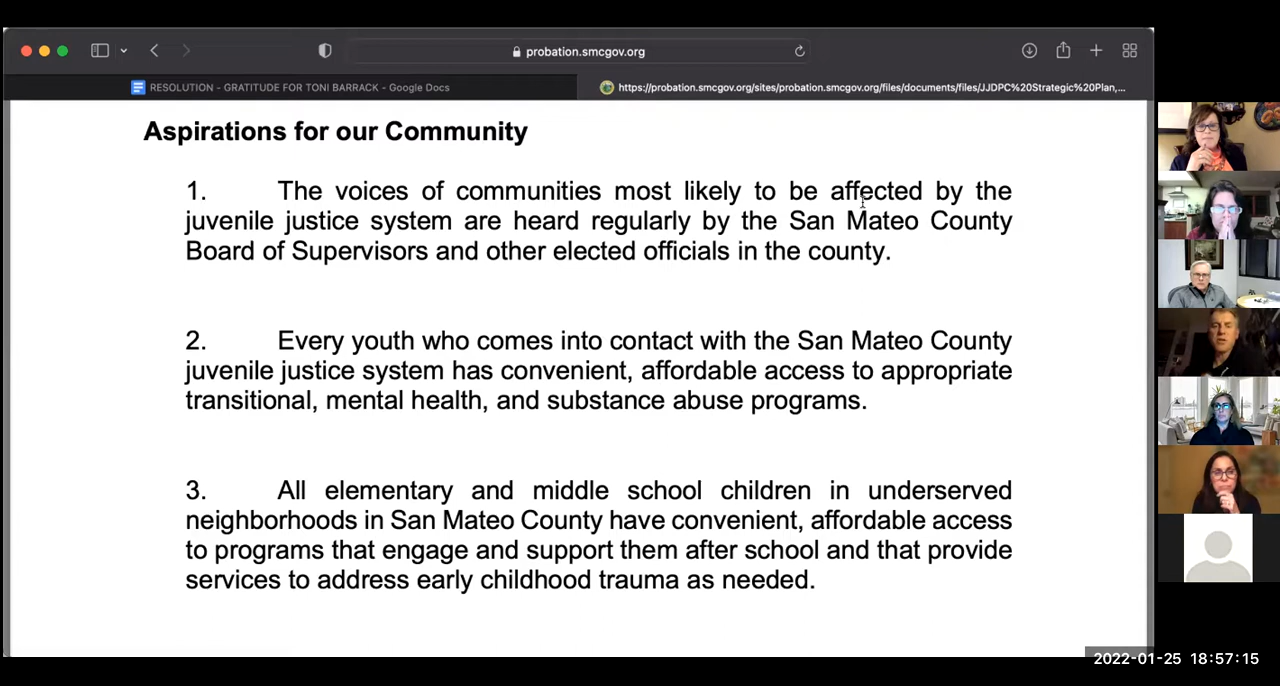 probation.smcgov.org
RESOLUTION - GRATITUDE FOR TONI BARRACK - Google Docs
https://probation.smcgov.org/sites/probation.smcgov.org/files/documents/files/JJDPC%20Strategic%20Plan,...
Aspirations for our Community
1. The voices of communities most likely to be affected by the
juvenile justice system are heard regularly by the San Mateo County
Board of Supervisors and other elected officials in the county.
2. Every youth who comes into contact with the San Mateo County
juvenile justice system has convenient, affordable access to appropriate
transitional, mental health, and substance abuse programs.
3. All elementary and middle school children in underserved
neighborhoods in San Mateo County have convenient, affordable access
to programs that engage and support them after school and that provide
services to address early childhood trauma as needed.
2022-01-25 18:57:15